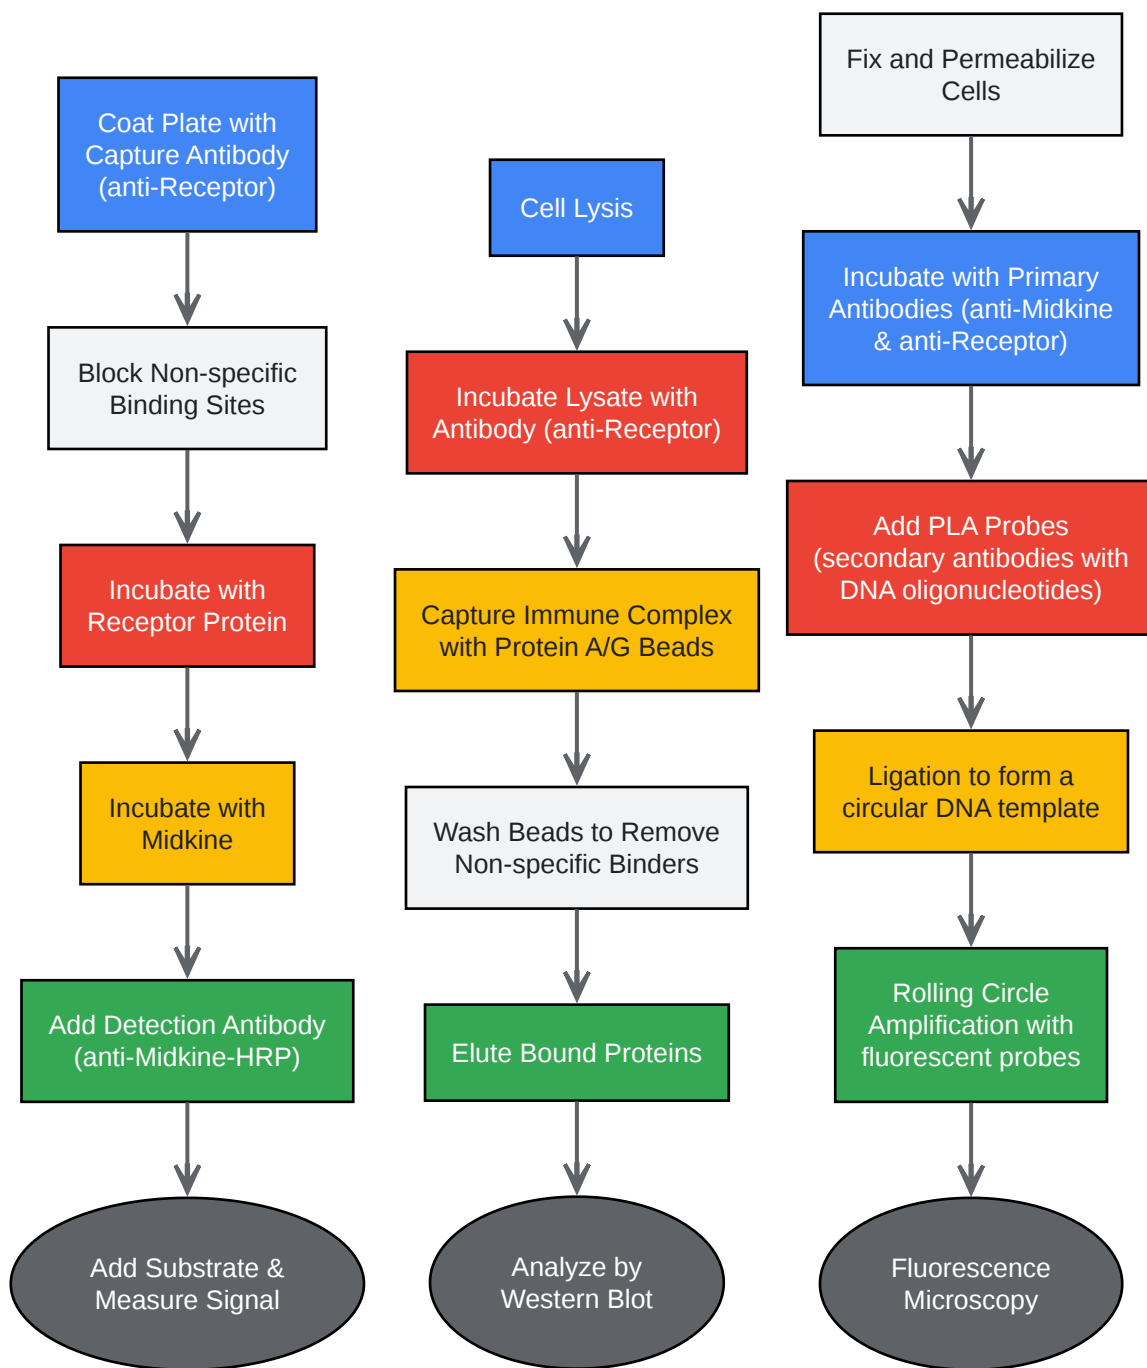 Coat Plate with
Capture Antibody
(anti-Receptor)
Block Non-specific
Binding Sites
Incubate with
Receptor Protein
Incubate with
Midkine
Add Detection Antibody
(anti-Midkine-HRP)
Add Substrate &
Measure Signal
Cell Lysis
Incubate Lysate with
Antibody (anti-Receptor)
Capture Immune Complex
with Protein A/G Beads
Wash Beads to Remove
Non-specific Binders
Elute Bound Proteins
Analyze by
Western Blot
Fix and Permeabilize
Cells
Incubate with Primary
Antibodies (anti-Midkine
& anti-Receptor)
Add PLA Probes
(secondary antibodies with
DNA oligonucleotides)
Ligation to form a
circular DNA template
Rolling Circle
Amplification with
fluorescent probes
Fluorescence
Microscopy